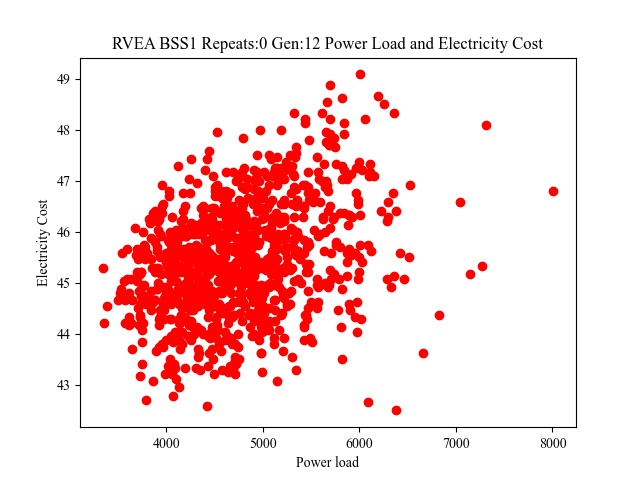 RVEA BSS1 Repeats:0 Gen:12 Power Load and Electricity Cost
49
48
47
46
45
44
43
Electricity Cost
4000 5000 6000 7000 8000
Power load